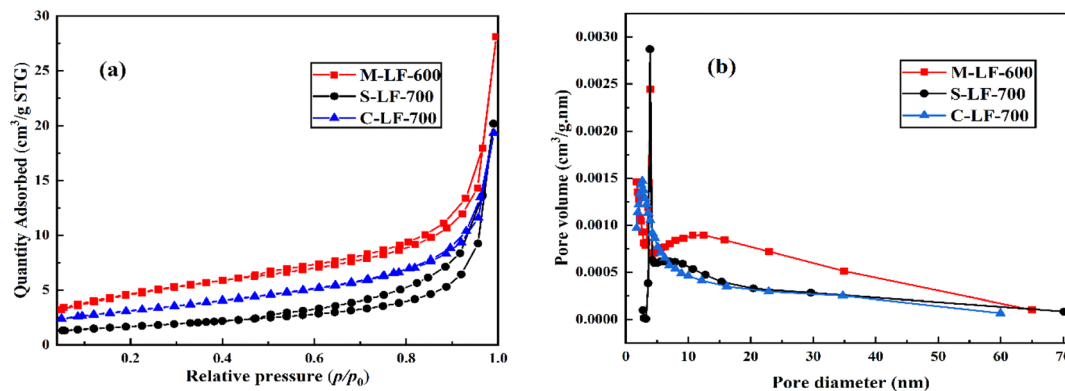 (a)
M-LF-600
S-LF-700
C-LF-700
Quantity Adsorbed (cm³/g STG)
30
25
20
15
10
5
0
0.2 0.4 0.6 0.8 1.0
Relative pressure (p/p₀)
(b)
M-LF-600
S-LF-700
C-LF-700
Pore volume (cm³/g.nm)
0.0030
0.0025
0.0020
0.0015
0.0010
0.0005
0.0000
0 10 20 30 40 50 60 70
Pore diameter (nm)